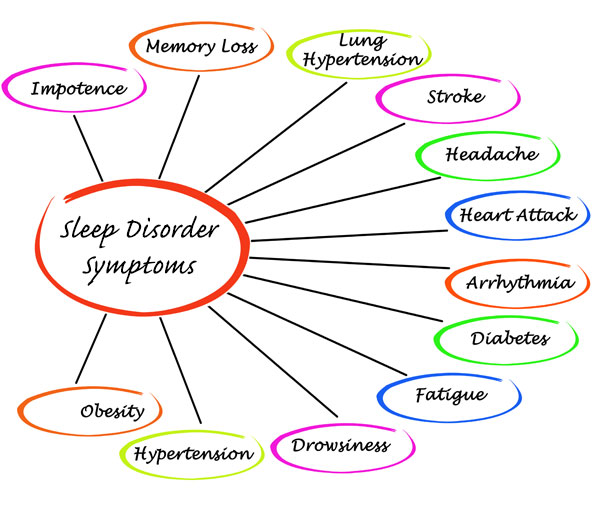 Sleep Disorder
Symptoms
Impotence
Memory Loss
Lung
Hypertension
Stroke
Headache
Heart Attack
Arrhythmia
Diabetes
Fatigue
Drowsiness
Hypertension
Obesity